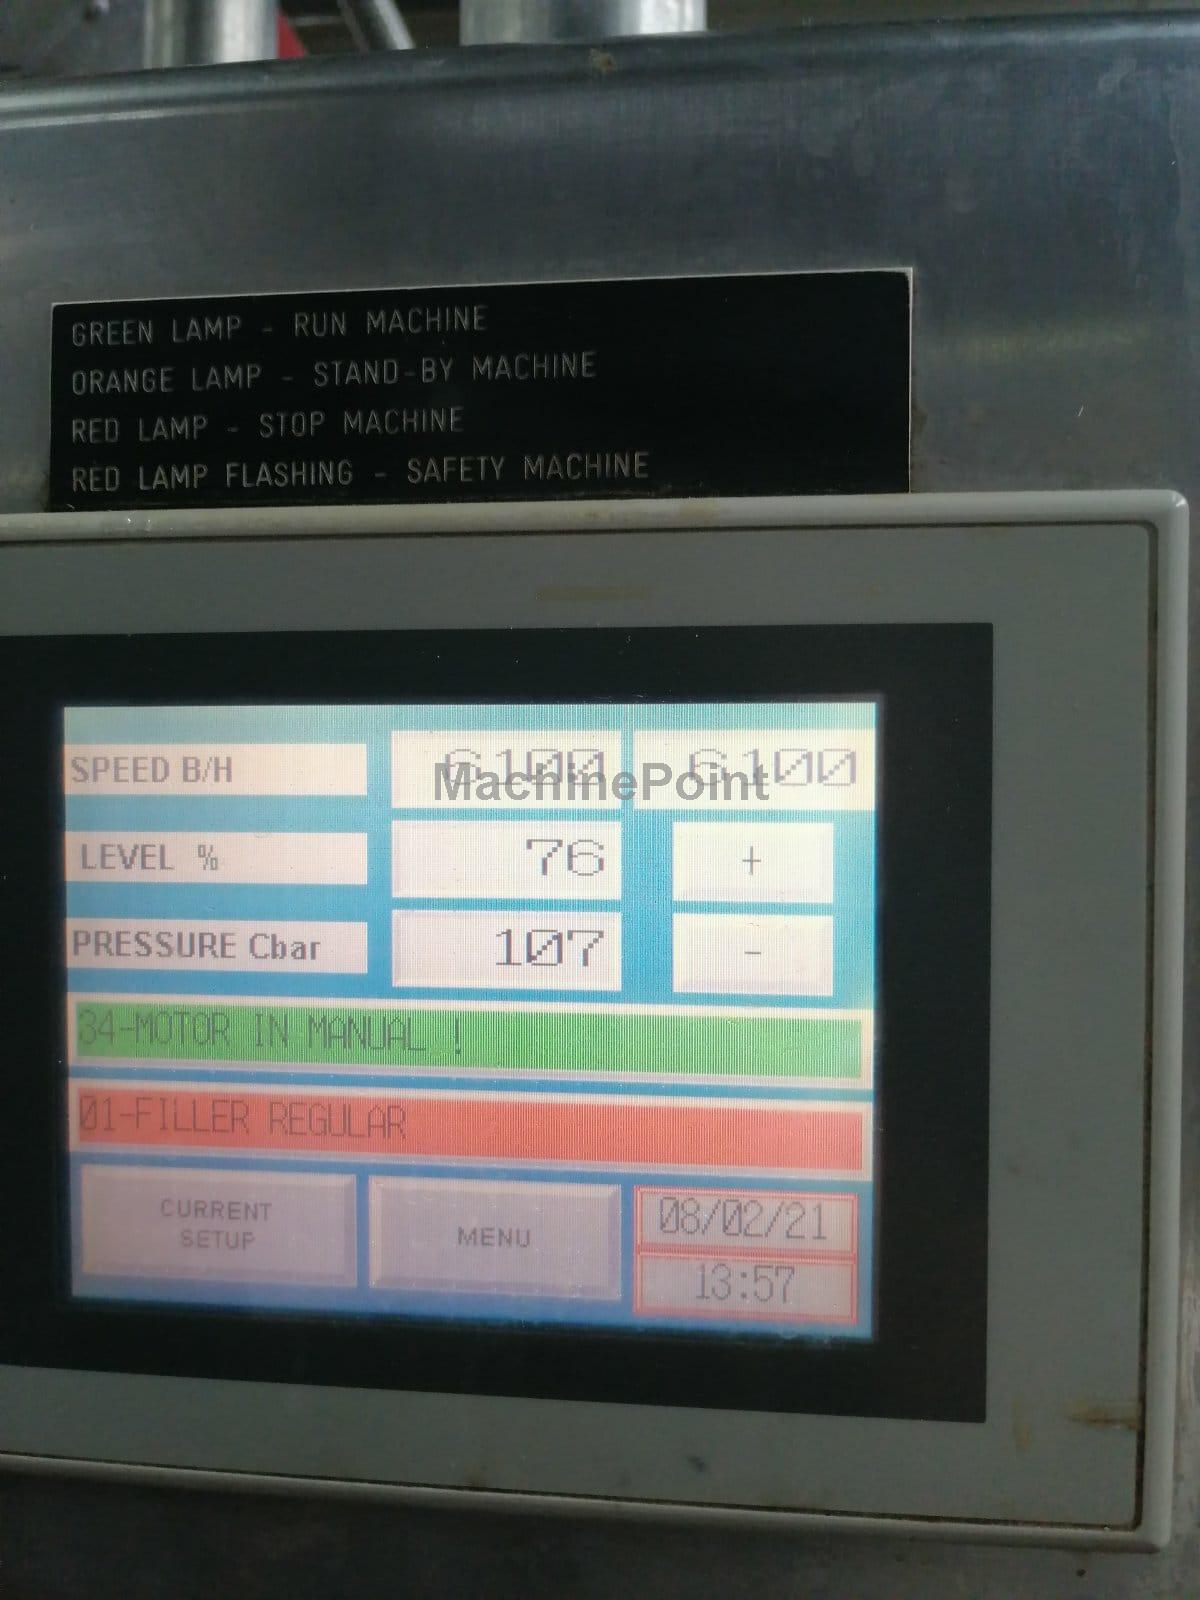 GREEN LAMP - RUN MACHINE
ORANGE LAMP - STAND-BY MACHINE
RED LAMP - STOP MACHINE
RED LAMP FLASHING - SAFETY MACHINE
SPEED B/H 6100 6100
MachinePoint
LEVEL % 76 +
PRESSURE Cbar 107 -
34-MOTOR IN MANUAL !
01-FILLER REGULAR
CURRENT SETUP
MENU
08/02/21
13:57